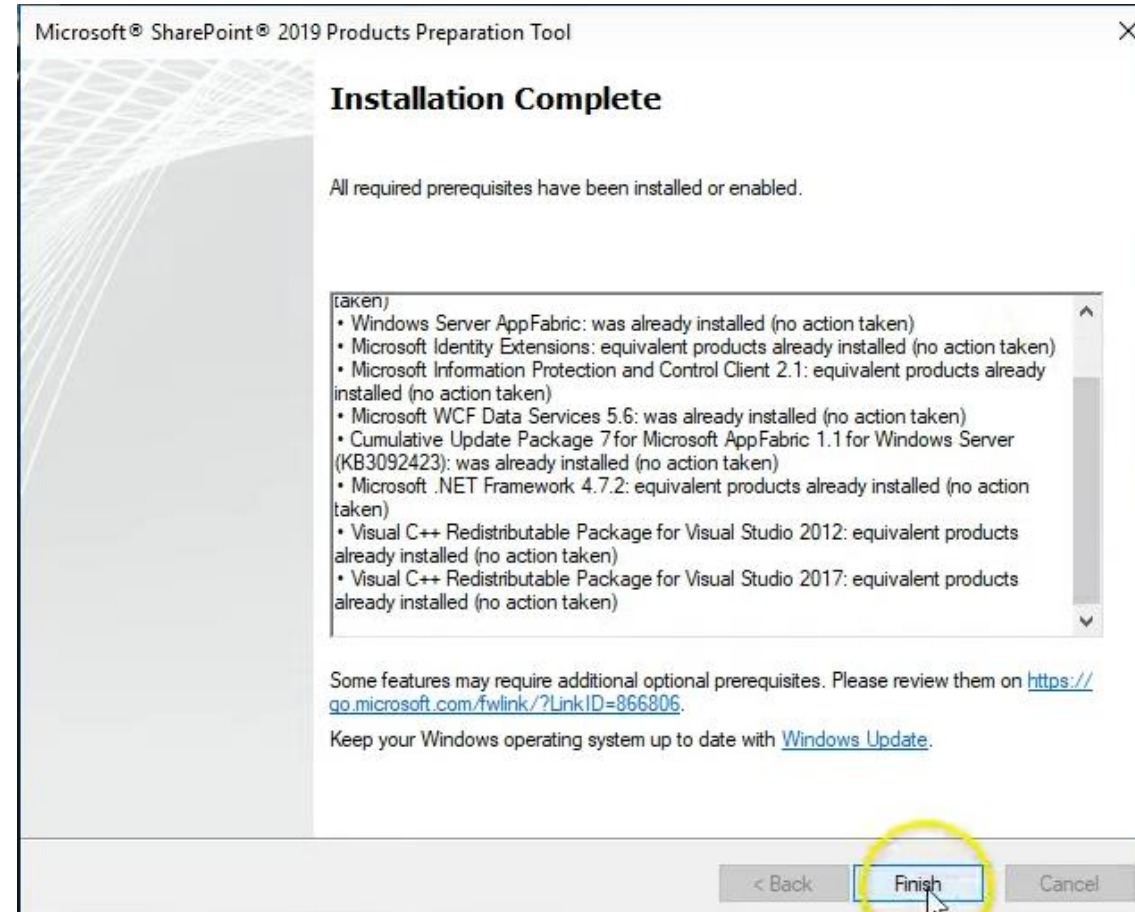 Microsoft® SharePoint® 2019 Products Preparation Tool
Installation Complete
All required prerequisites have been installed or enabled.
taken)
• Windows Server AppFabric: was already installed (no action taken)
• Microsoft Identity Extensions: equivalent products already installed (no action taken)
• Microsoft Information Protection and Control Client 2.1: equivalent products already
installed (no action taken)
• Microsoft WCF Data Services 5.6: was already installed (no action taken)
• Cumulative Update Package 7 for Microsoft AppFabric 1.1 for Windows Server
(KB3092423): was already installed (no action taken)
• Microsoft .NET Framework 4.7.2: equivalent products already installed (no action
taken)
• Visual C++ Redistributable Package for Visual Studio 2012: equivalent products
already installed (no action taken)
• Visual C++ Redistributable Package for Visual Studio 2017: equivalent products
already installed (no action taken)
Some features may require additional optional prerequisites. Please review them on https://
go.microsoft.com/fwlink/?LinkID=866806.
Keep your Windows operating system up to date with Windows Update.
< Back Finish Cancel